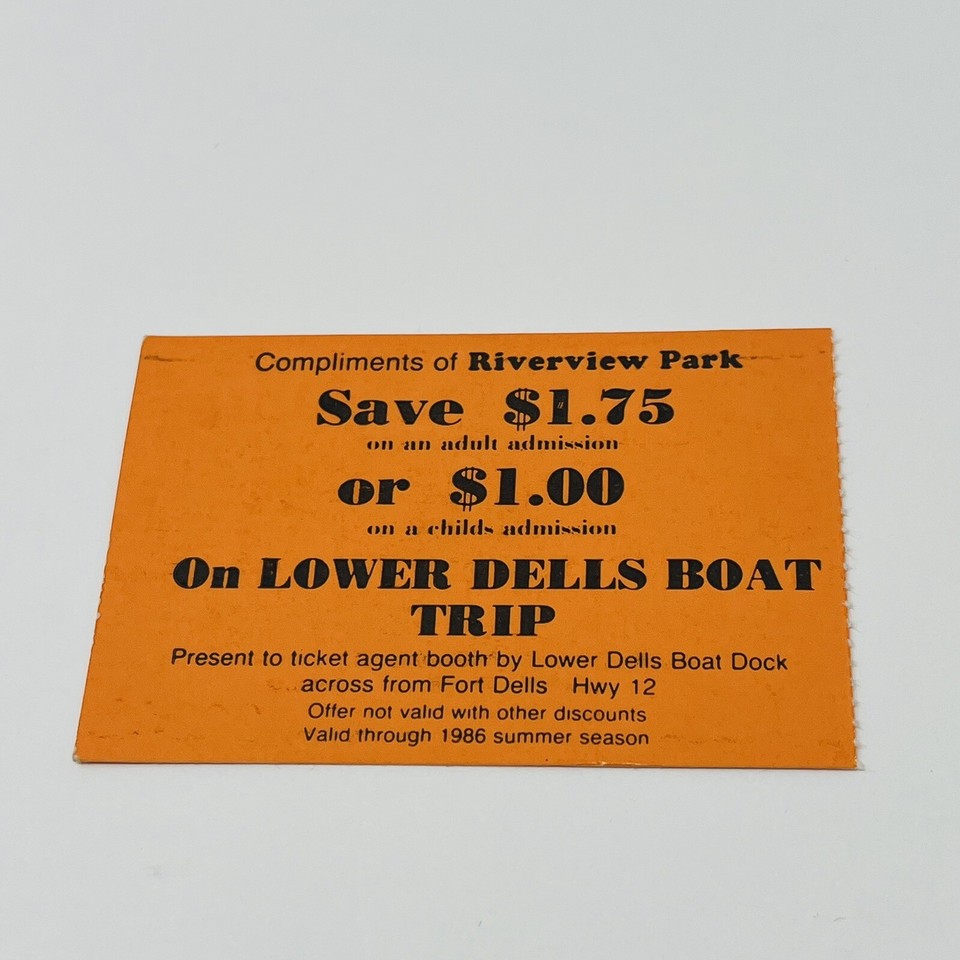 Compliments of Riverview Park
Save $1.75
on an adult admission
or $1.00
on a childs admission
On LOWER DELLS BOAT
TRIP
Present to ticket agent booth by Lower Dells Boat Dock
across from Fort Dells Hwy 12
Offer not valid with other discounts
Valid through 1986 summer season